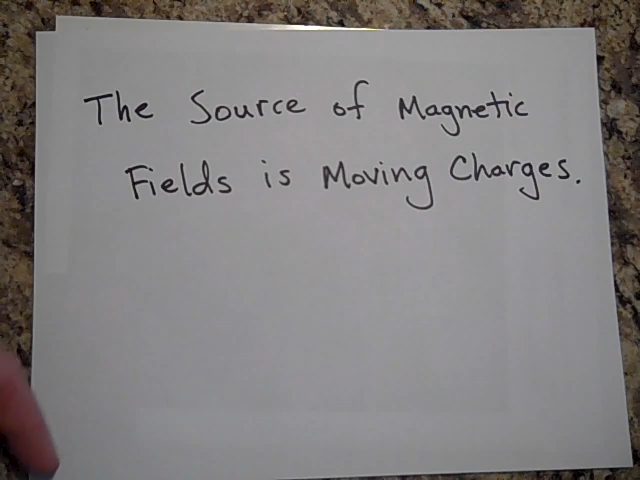 The Source of Magnetic
Fields is Moving Charges.